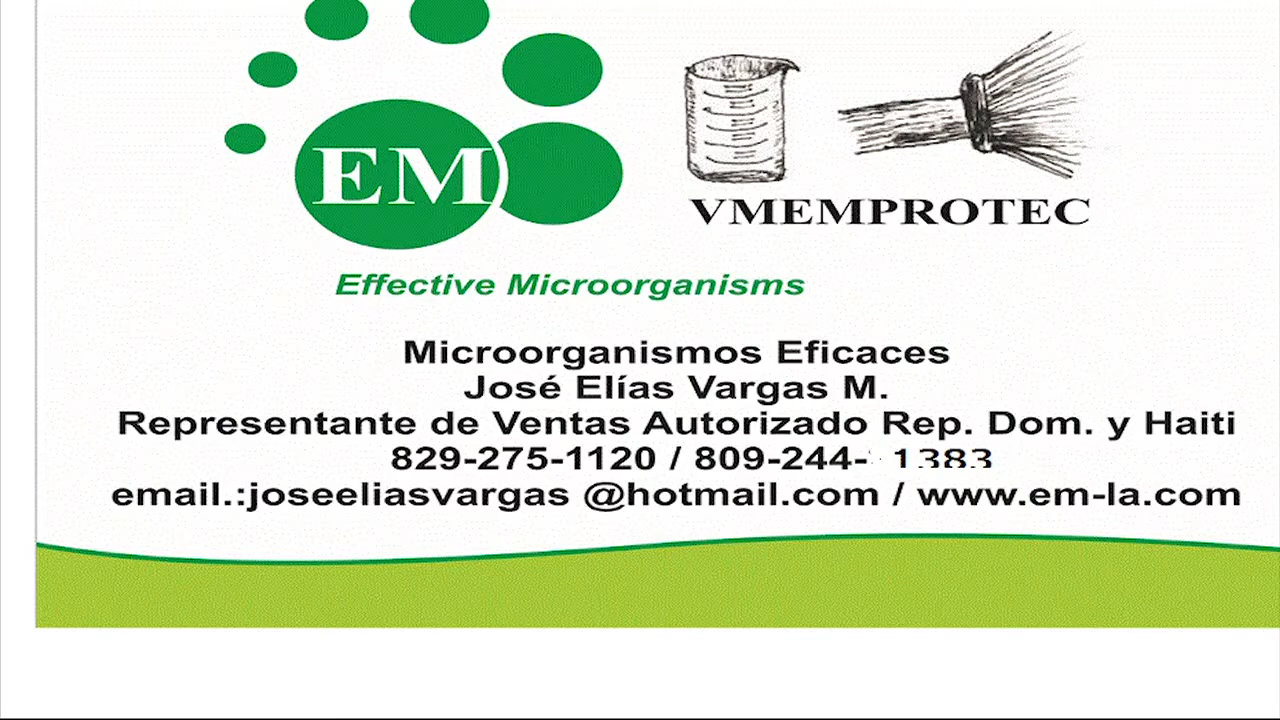 EM
VMEMPROTEC
Effective Microorganisms
Microorganismos Eficaces
José Elías Vargas M.
Representante de Ventas Autorizado Rep. Dom. y Haiti
829-275-1120 / 809-244- 1383
email.:joseeliasvargas @hotmail.com / www.em-la.com